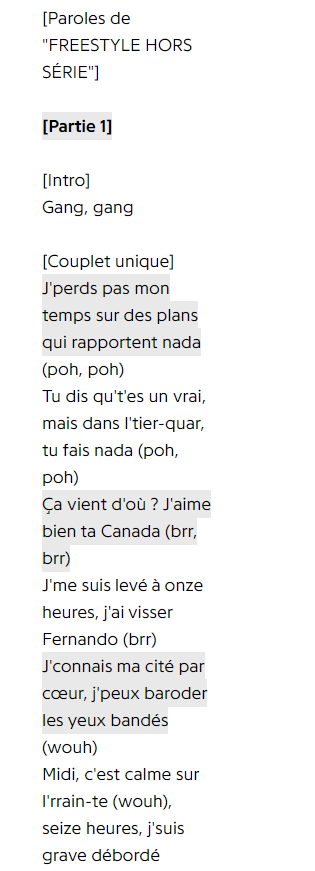 [Paroles de
"FREESTYLE HORS
SÉRIE"]
[Partie 1]
[Intro]
Gang, gang
[Couplet unique]
J'perds pas mon
temps sur des plans
qui rapportent nada
(poh, poh)
Tu dis qu't'es un vrai,
mais dans l'tier-quar,
tu fais nada (poh,
poh)
Ça vient d'où ? J'aime
bien ta Canada (brr,
brr)
J'me suis levé à onze
heures, j'ai visser
Fernando (brr)
J'connais ma cité par
cœur, j'peux baroder
les yeux bandés
(wouh)
Midi, c'est calme sur
l'rrain-te (wouh),
seize heures, j'suis
grave débordé